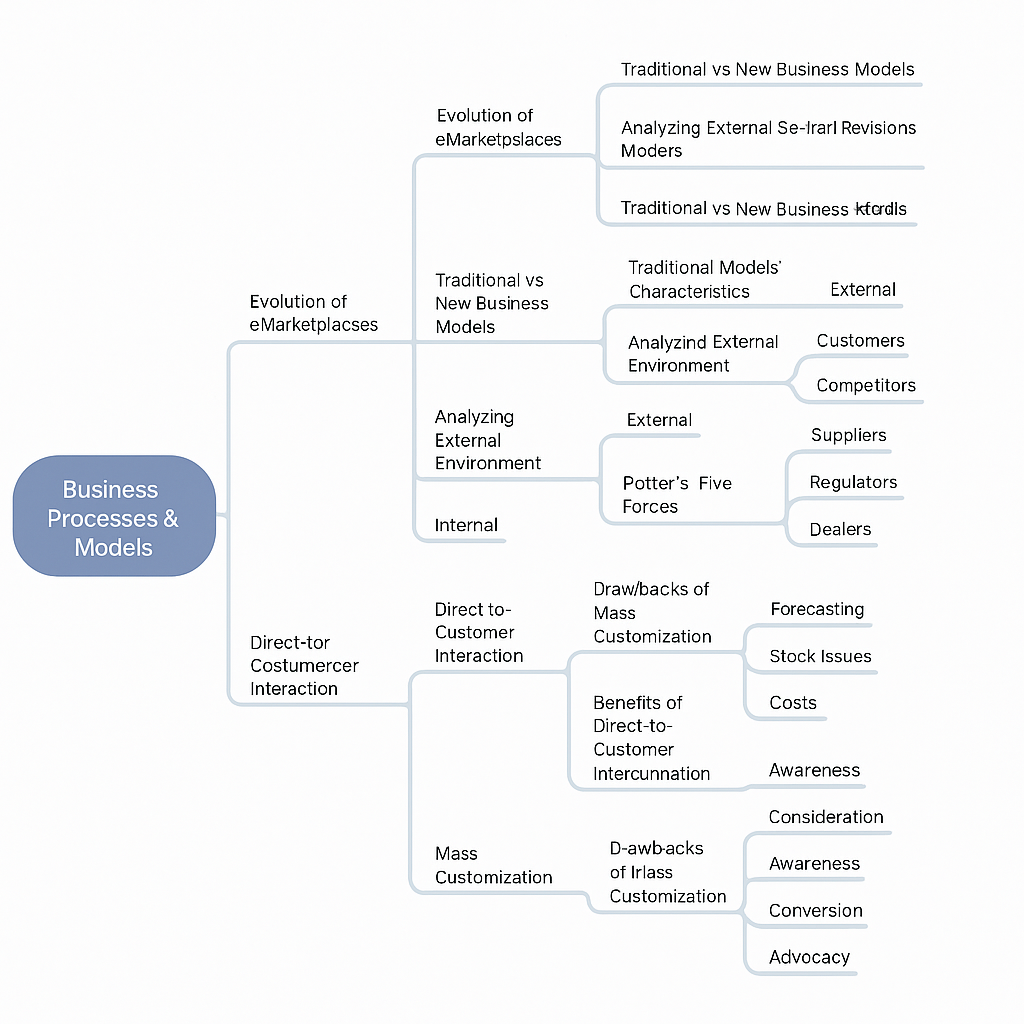 Business
Processes &
Models
Evolution of
eMarketplacses
Evolution of
eMarketpslaces
Traditional vs New Business Models
Analyzing External Revisions
Moders
Traditional vs New Business
Traditional vs
New Business
Models
Traditional Models'
Characteristics
External
Analyzind External
Environment
Customers
Competitors
Analyzing
External
Environment
External
Potter's Five
Forces
Suppliers
Regulators
Dealers
Internal
Direct-tor
Costumercer
Interaction
Direct to-
Customer
Interaction
Draw/backs of
Mass
Customization
Forecasting
Stock Issues
Costs
Benefits of
Direct-to-
Customer
Intercunnation
Awareness
Mass
Customization
D-awb-acks
of Irlass
Customization
Consideration
Awareness
Conversion
Advocacy